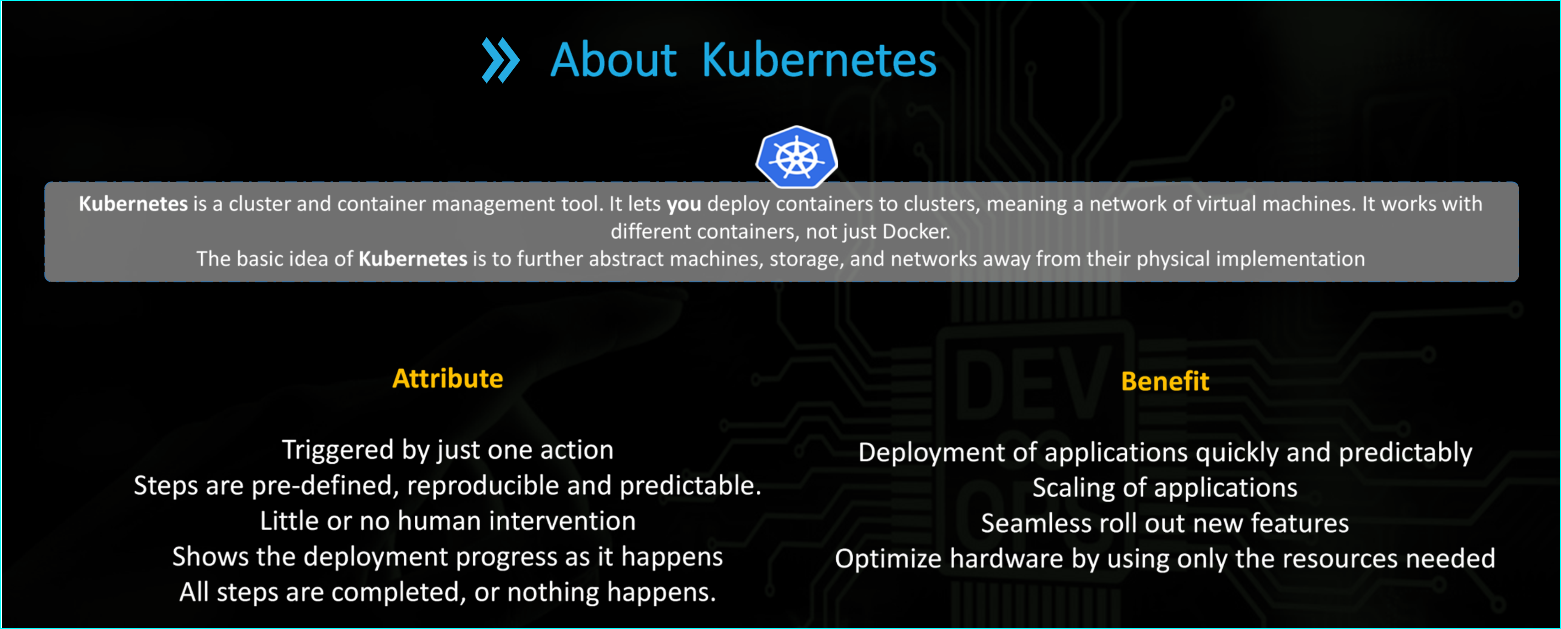 About Kubernetes
Kubernetes is a cluster and container management tool. It lets you deploy containers to clusters, meaning a network of virtual machines. It works with
different containers, not just Docker.
The basic idea of Kubernetes is to further abstract machines, storage, and networks away from their physical implementation
Attribute
Triggered by just one action
Steps are pre-defined, reproducible and predictable.
Little or no human intervention
Shows the deployment progress as it happens
All steps are completed, or nothing happens.
Benefit
Deployment of applications quickly and predictably
Scaling of applications
Seamless roll out new features
Optimize hardware by using only the resources needed
DEV
OPS